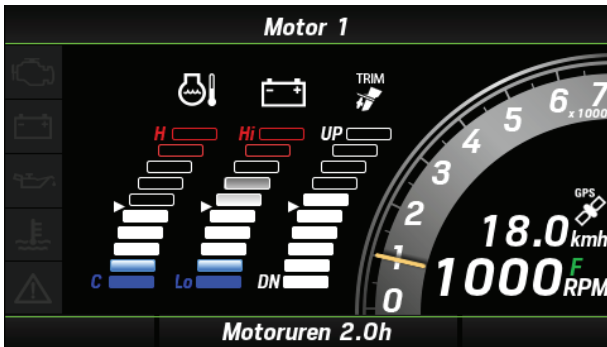 Motor 1
TRIM
H Hi UP
C Lo DN
0 1 2 3 4 5 6 7
x 1000
GPS
18.0 kmh
F
1000 RPM
Motoruren 2.0h